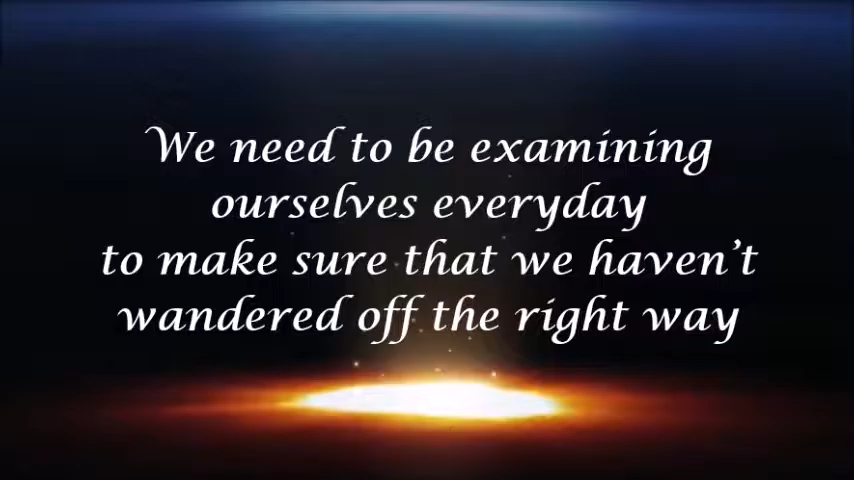 We need to be examining
ourselves everyday
to make sure that we haven't
wandered off the right way